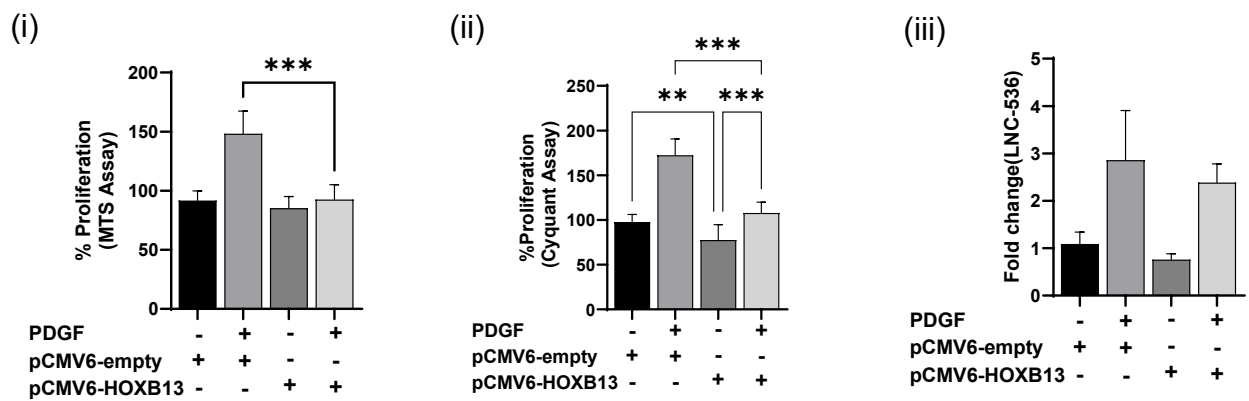 (i)
***
200
150
100
50
0
% Proliferation
(MTS Assay)
PDGF - + - +
pCMV6-empty + + - -
pCMV6-HOXB13 - - + +
(ii)
***
** ***
250
200
150
100
50
0
%Proliferation
(Cyquant Assay)
PDGF - + - +
pCMV6-empty + + - -
pCMV6-HOXB13 - - + +
(iii)
5
4
3
2
1
0
Fold change(LNC-536)
PDGF - + - +
pCMV6-empty + + - -
pCMV6-HOXB13 - - + +